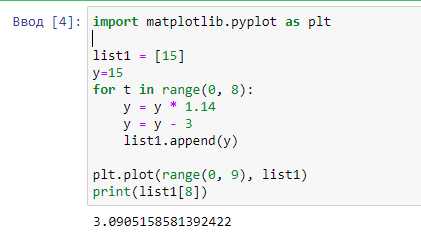 Ввод [4]: import matplotlib.pyplot as plt
list1 = [15]
y=15
for t in range(0, 8):
    y = y * 1.14
    y = y - 3
    list1.append(y)
plt.plot(range(0, 9), list1)
print(list1[8])
3.0905158581392422